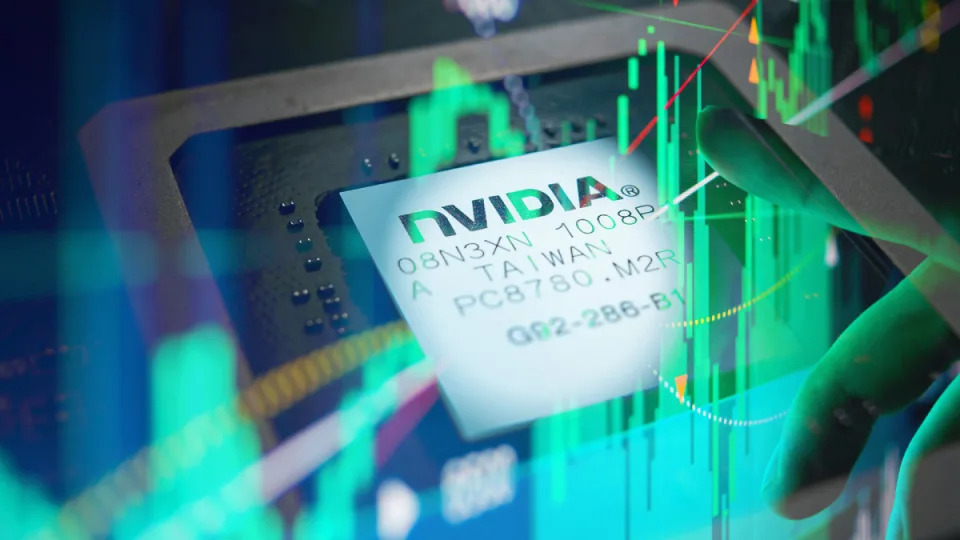 NVIDIA®
08N3XN 1008P
A TAIWAN
PC8780.M2R
G92-286-B1